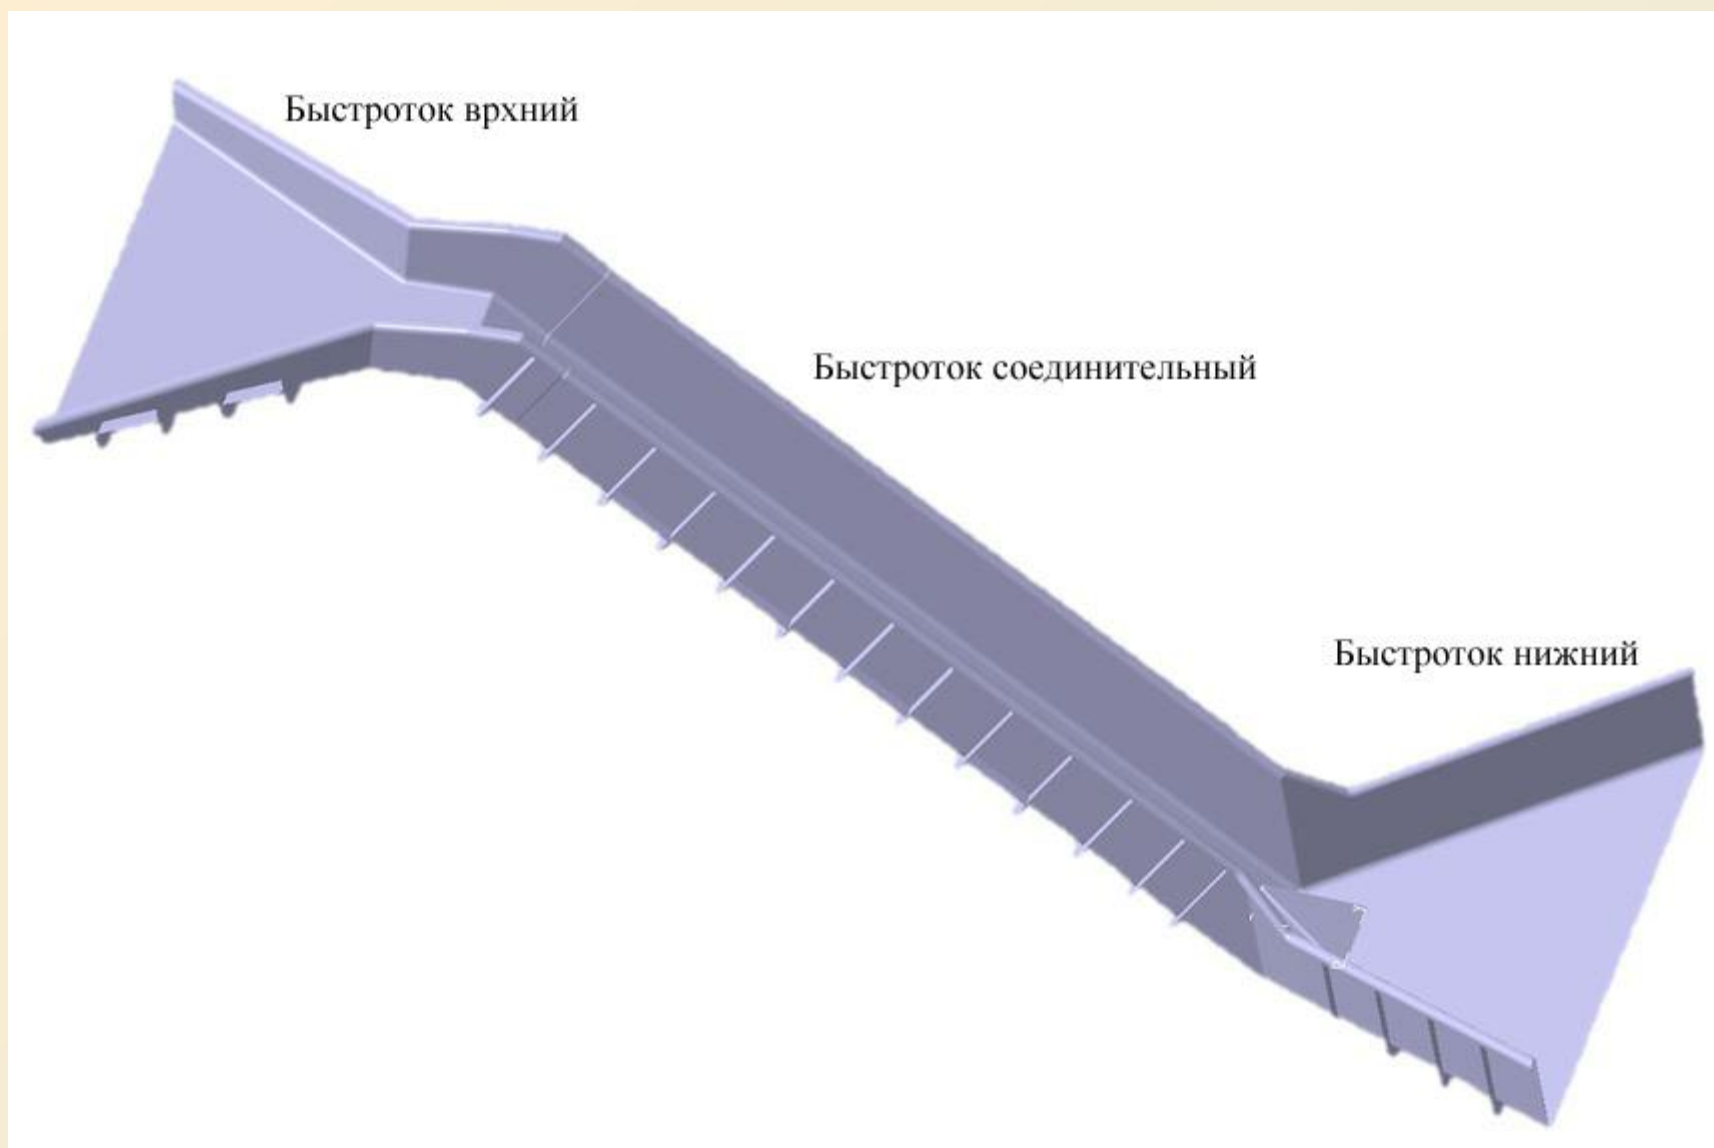 Быстроток врхний
Быстроток соединительный
Быстроток нижний